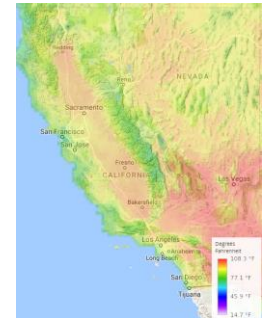 Redding
Reno
NEVADA
Sacramento
San Francisco
San Jose
Fresno
CALIFORNIA
Las Vegas
Bakersfield
Los Angeles
Anaheim
Long Beach
San Diego
Tijuana
Degrees
Fahrenheit
108.3 °F
77.1 °F
45.9 °F
14.7 °F